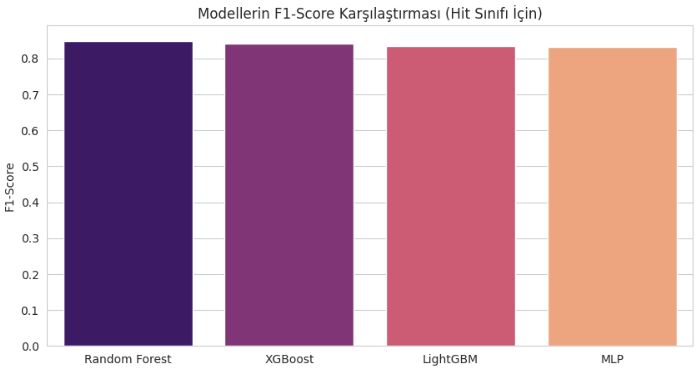 Modellerin F1-Score Karşılaştırması (Hit Sınıfı İçin)
F1-Score
0.8
0.7
0.6
0.5
0.4
0.3
0.2
0.1
0.0
Random Forest
XGBoost
LightGBM
MLP